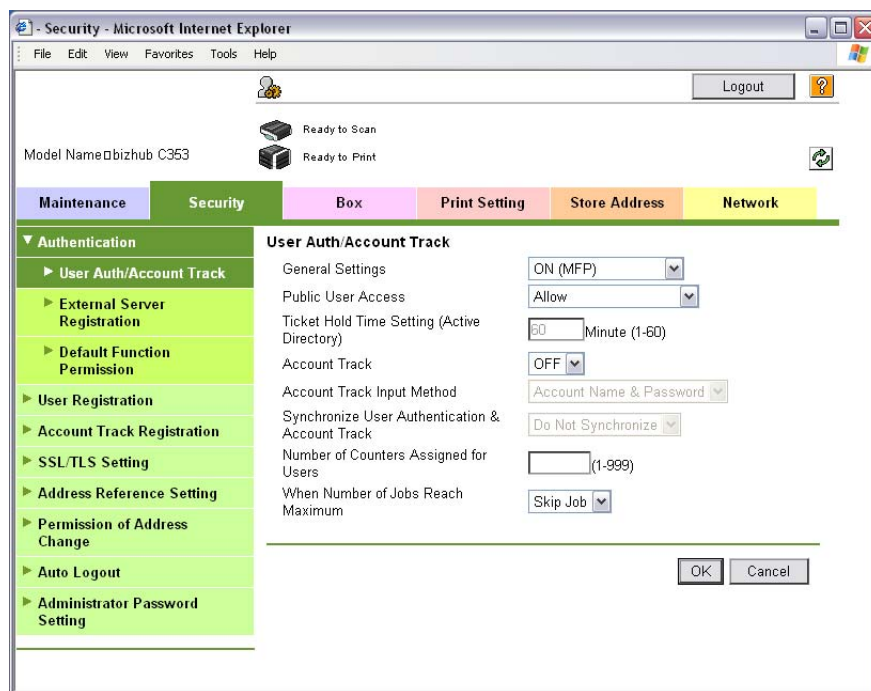 - Security - Microsoft Internet Explorer
File Edit View Favorites Tools Help
Logout
?
Ready to Scan
Model Name□bizhub C353
Ready to Print
Maintenance Security Box Print Setting Store Address Network
Authentication
User Auth/Account Track
External Server
Registration
Default Function
Permission
User Registration
Account Track Registration
SSL/TLS Setting
Address Reference Setting
Permission of Address
Change
Auto Logout
Administrator Password
Setting
User Auth/Account Track
General Settings ON (MFP)
Public User Access Allow
Ticket Hold Time Setting (Active
Directory) 60 Minute (1-60)
Account Track OFF
Account Track Input Method Account Name & Password
Synchronize User Authentication &
Account Track Do Not Synchronize
Number of Counters Assigned for
Users (1-999)
When Number of Jobs Reach
Maximum Skip Job
OK Cancel